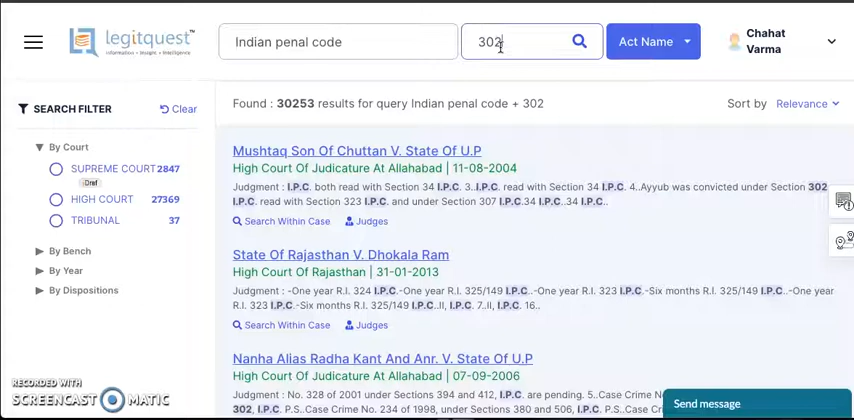 legitquest™
Information • Insight • Intelligence
Indian penal code
302
Act Name
Chahat
Varma
SEARCH FILTER
Clear
Found : 30253 results for query Indian penal code + 302
Sort by Relevance
By Court
SUPREME COURT 2847
iDraf
HIGH COURT 27369
TRIBUNAL 37
By Bench
By Year
By Dispositions
Mushtaq Son Of Chuttan V. State Of U.P
High Court Of Judicature At Allahabad | 11-08-2004
Judgment : I.P.C. both read with Section 34 I.P.C. 3..I.P.C. read with Section 34 I.P.C. 4..Ayyub was convicted under Section 302
I.P.C. read with Section 323 I.P.C. and under Section 307 I.P.C.34 I.P.C..34 I.P.C..
Search Within Case Judges
State Of Rajasthan V. Dhokala Ram
High Court Of Rajasthan | 31-01-2013
Judgment : -One year R.I. 324 I.P.C.-One year R.I. 325/149 I.P.C..-One year R.I. 323 I.P.C.-Six months R.I. 325/149 I.P.C..-One year
R.I. 323 I.P.C.-Six months R.I. 325/149 I.P.C..II, I.P.C. 7..II, I.P.C. 16..
Search Within Case Judges
Nanha Alias Radha Kant And Anr. V. State Of U.P
High Court Of Judicature At Allahabad | 07-09-2006
Judgment : No. 328 of 2001 under Sections 394 and 412, I.P.C. are pending. 5..Case Crime N
302, I.P.C. P.S..Case Crime No. 234 of 1998, under Sections 380 and 506, I.P.C. P.S..Case Crime N
RECORDED WITH
SCREENCAST MATIC
Send message